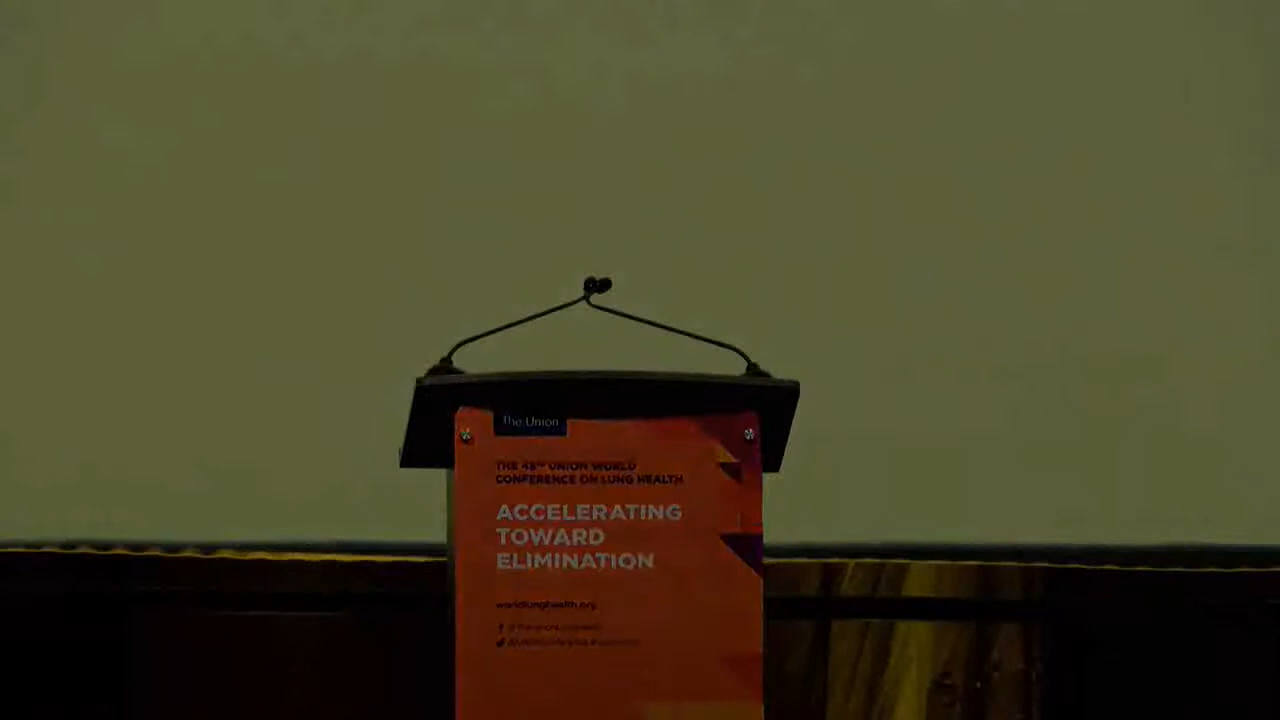 The Union
THE 48TH UNION WORLD
CONFERENCE ON LUNG HEALTH
ACCELERATING
TOWARD
ELIMINATION
worldlunghealth.org